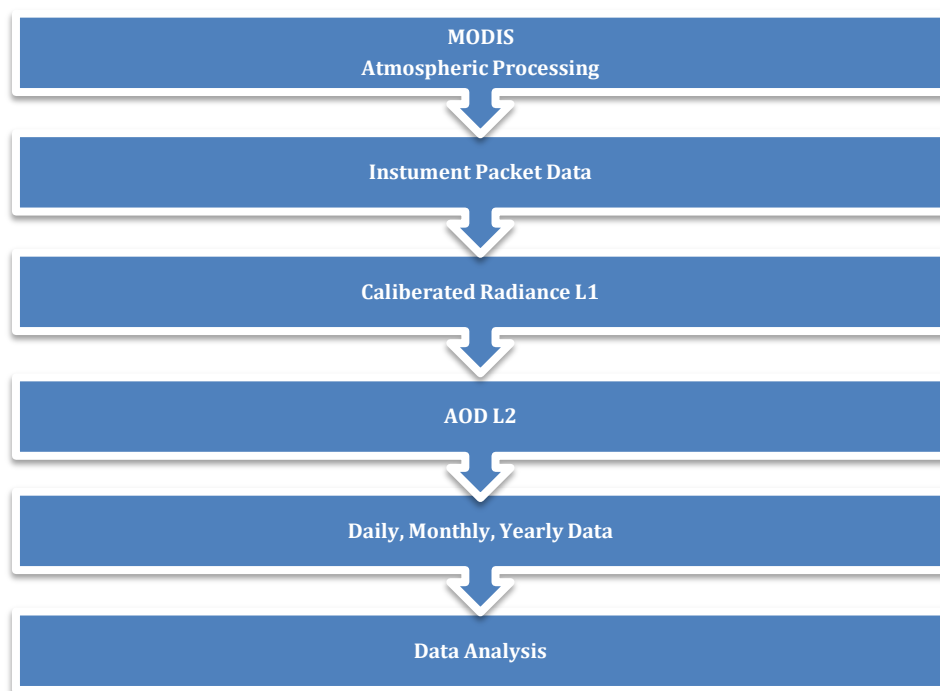 MODIS
Atmospheric Processing
Instument Packet Data
Caliberated Radiance L1
AOD L2
Daily, Monthly, Yearly Data
Data Analysis